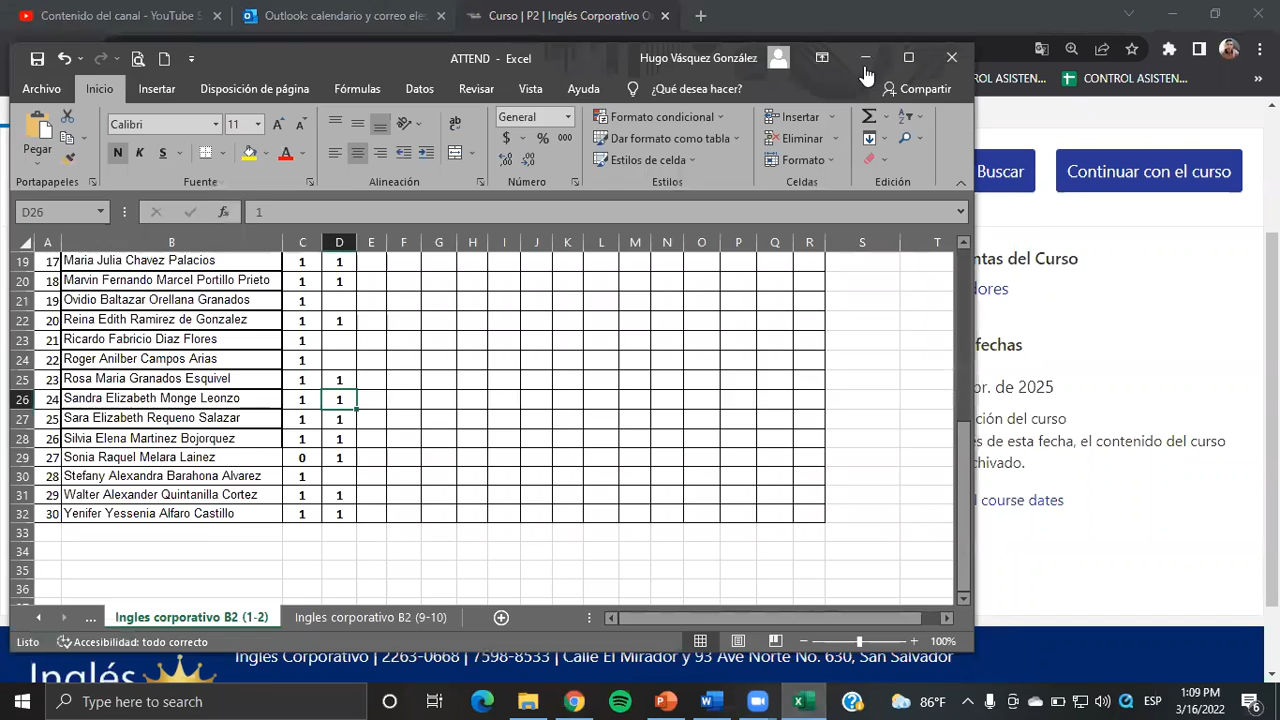 Contenido del canal - YouTube S
Outlook: calendario y correo ele
Curso | P2 | Inglés Corporativo O
ATTEND - Excel
Hugo Vásquez González
Archivo Inicio Insertar Disposición de página Fórmulas Datos Revisar Vista Ayuda ¿Qué desea hacer? Compartir
CONTROL ASISTEN...
CONTROL ASISTEN...
Pegar
Calibri 11
N K S
General
$ % 000
Formato condicional
Dar formato como tabla
Estilos de celda
Insertar
Eliminar
Formato
Portapapeles Fuente Alineación Número Estilos Celdas Edición
D26 1
A B C D E F G H I J K L M N O P Q R S T
19 17 Maria Julia Chavez Palacios 1 1
20 18 Marvin Fernando Marcel Portillo Prieto 1 1
21 19 Ovidio Baltazar Orellana Granados 1
22 20 Reina Edith Ramirez de Gonzalez 1 1
23 21 Ricardo Fabricio Diaz Flores 1
24 22 Roger Anilber Campos Arias 1
25 23 Rosa Maria Granados Esquivel 1 1
26 24 Sandra Elizabeth Monge Leonzo 1 1
27 25 Sara Elizabeth Requeno Salazar 1 1
28 26 Silvia Elena Martinez Bojorquez 1 1
29 27 Sonia Raquel Melara Lainez 0 1
30 28 Stefany Alexandra Barahona Alvarez 1
31 29 Walter Alexander Quintanilla Cortez 1 1
32 30 Yenifer Yessenia Alfaro Castillo 1 1
33
34
35
36
... Ingles corporativo B2 (1-2) Ingles corporativo B2 (9-10)
Listo Accesibilidad: todo correcto 100%
Buscar
Continuar con el curso
ntas del Curso
dores
fechas
br. de 2025
ción del curso
es de esta fecha, el contenido del curso
chivado.
l course dates
Inglés
Inglés Corporativo | 2263-0668 | 7598-8533 | Calle El Mirador y 93 Ave Norte No. 630, San Salvador
Type here to search
86°F
ESP
1:09 PM
3/16/2022
6